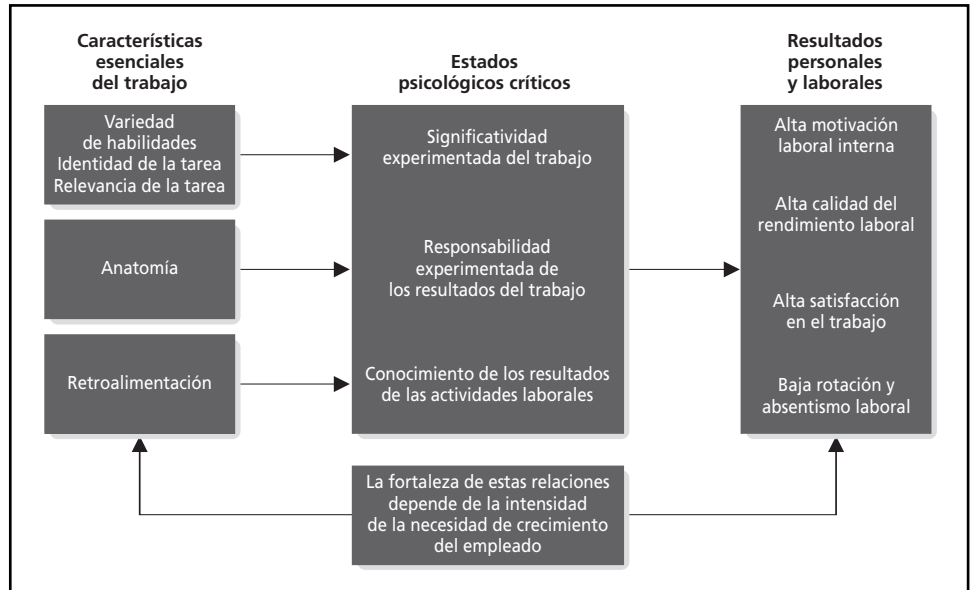 Características
esenciales
del trabajo
Estados
psicológicos críticos
Resultados
personales
y laborales
Variedad
de habilidades
Identidad de la tarea
Relevancia de la tarea
Anatomía
Retroalimentación
Significatividad
experimentada del trabajo
Responsabilidad
experimentada de
los resultados del trabajo
Conocimiento de los resultados
de las actividades laborales
Alta motivación
laboral interna
Alta calidad del
rendimiento laboral
Alta satisfacción
en el trabajo
Baja rotación y
absentismo laboral
La fortaleza de estas relaciones
depende de la intensidad
de la necesidad de crecimiento
del empleado